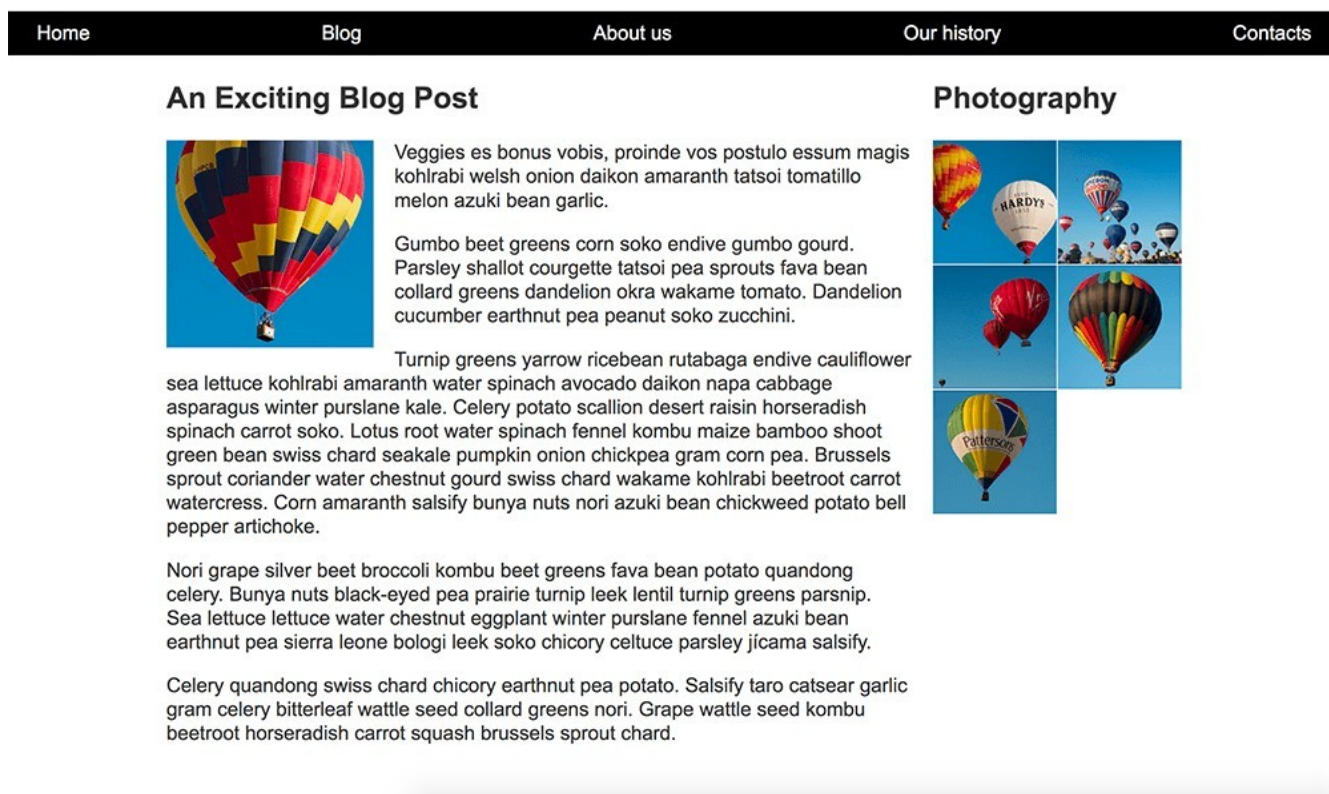 Home Blog About us Our history Contacts
An Exciting Blog Post
Veggies es bonus vobis, proinde vos postulo essum magis
kohlrabi welsh onion daikon amaranth tatsoi tomatillo
melon azuki bean garlic.
Gumbo beet greens corn soko endive gumbo gourd.
Parsley shallot courgette tatsoi pea sprouts fava bean
collard greens dandelion okra wakame tomato. Dandelion
cucumber earthnut pea peanut soko zucchini.
Turnip greens yarrow ricebean rutabaga endive cauliflower
sea lettuce kohlrabi amaranth water spinach avocado daikon napa cabbage
asparagus winter purslane kale. Celery potato scallion desert raisin horseradish
spinach carrot soko. Lotus root water spinach fennel kombu maize bamboo shoot
green bean swiss chard seakale pumpkin onion chickpea gram corn pea. Brussels
sprout coriander water chestnut gourd swiss chard wakame kohlrabi beetroot carrot
watercress. Corn amaranth salsify bunya nuts nori azuki bean chickweed potato bell
pepper artichoke.
Nori grape silver beet broccoli kombu beet greens fava bean potato quandong
celery. Bunya nuts black-eyed pea prairie turnip leek lentil turnip greens parsnip.
Sea lettuce lettuce water chestnut eggplant winter purslane fennel azuki bean
earthnut pea sierra leone bologi leek soko chicory celtuce parsley jícama salsify.
Celery quandong swiss chard chicory earthnut pea potato. Salsify taro catsear garlic
gram celery bitterleaf wattle seed collard greens nori. Grape wattle seed kombu
beetroot horseradish carrot squash brussels sprout chard.
Photography
HARDYS
Pattersons